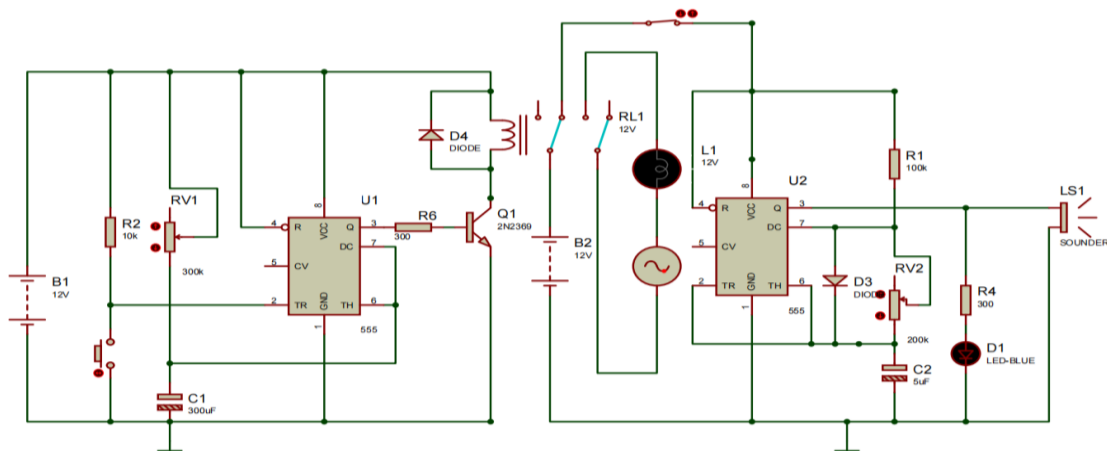 B1
12V
R2
10k
RV1
300k
C1
300uF
U1
4
R
VCC
8
Q
3
DC
7
5
CV
2
TR
GND
1
TH
6
555
R6
300
D4
DIODE
Q1
2N2369
RL1
12V
B2
12V
L1
12V
U2
4
R
VCC
8
Q
3
DC
7
5
CV
2
TR
GND
1
TH
6
555
R1
100k
D3
DIODE
RV2
200k
C2
5uF
R4
300
D1
LED-BLUE
LS1
SOUNDER